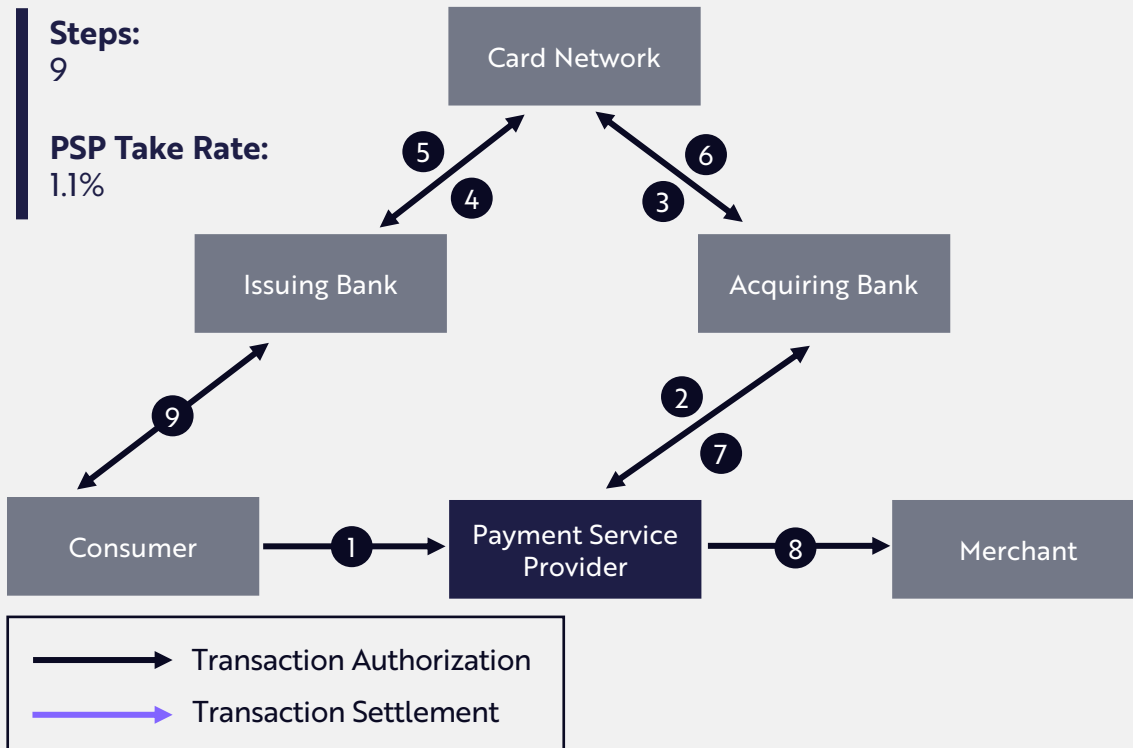 Steps:
9
PSP Take Rate:
1.1%
Card Network
5
6
4
3
Issuing Bank
Acquiring Bank
2
9
7
Consumer
1
Payment Service
Provider
8
Merchant
Transaction Authorization
Transaction Settlement